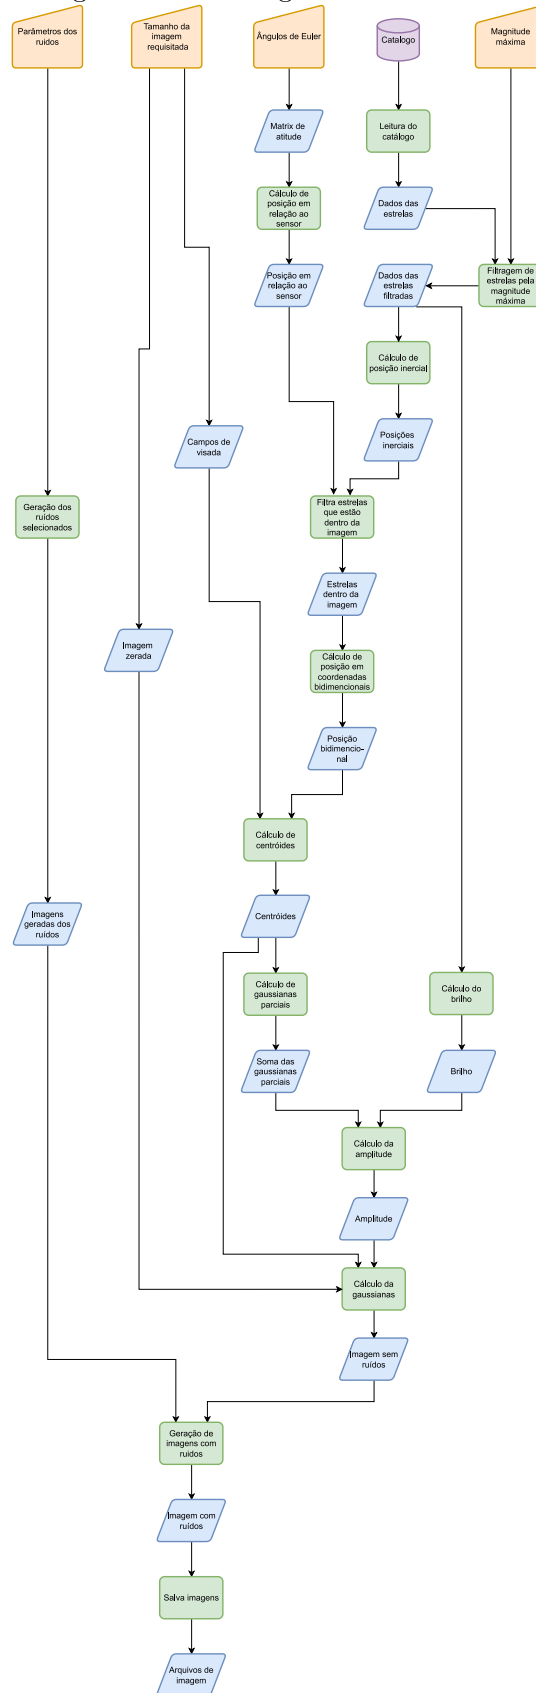 Parâmetros dos
ruidos
Tamanho da
imagem
requisitada
Ângulos de Euler
Catalogo
Magnitude
máxima
Matrix de
atitude
Leitura do
catálogo
Cálculo de
posição em
relação ao
sensor
Dados das
estrelas
Posição em
relação ao
sensor
Dados das
estrelas
filtradas
Filtragem de
estrelas pela
magnitude
máxima
Cálculo de
posição inercial
Campos de
visada
Posições
inerciais
Geração dos
ruídos
selecionados
Filtra estrelas
que estão
dentro da
imagem
Estrelas
dentro da
imagem
Imagem
zerada
Cálculo de
posição em
coordenadas
bidimencionais
Posição
bidimencio-
nal
Cálculo de
centróides
Imagens
geradas dos
ruídos
Centróides
Cálculo de
gaussianas
parciais
Cálculo do
brilho
Soma das
gaussianas
parciais
Brilho
Cálculo da
amplitude
Amplitude
Cálculo da
gaussianas
Imagem sem
ruídos
Geração de
imagens com
ruidos
Imagem com
ruídos
Salva imagens
Arquivos de
imagem